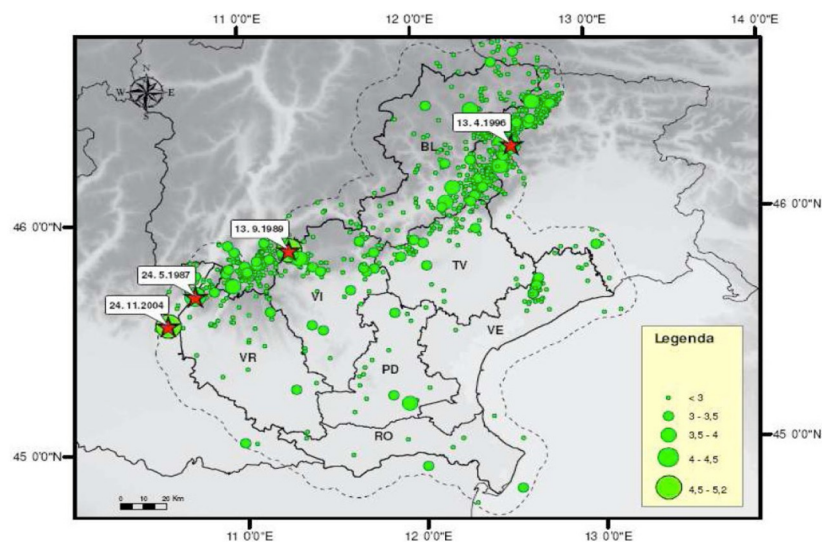 11 0'0"E 12 0'0"E 13 0'0"E 14 0'0"E
N
W E
S
13.4.1996
BL
46 0'0"N 46 0'0"N
13.9.1989
24.5.1987
24.11.2004
TV
VI
VE
VR
PD
RO
Legenda
< 3
3 - 3,5
3,5 - 4
4 - 4,5
4,5 - 5,2
45 0'0"N 45 0'0"N
0 10 20 Km
11 0'0"E 12 0'0"E 13 0'0"E